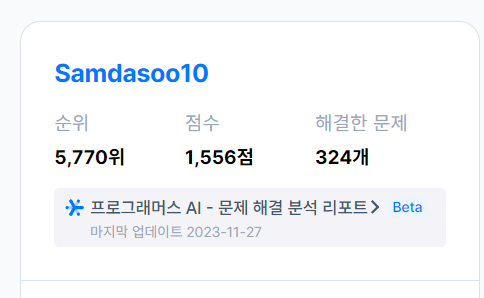 Samdasoo10
순위 점수 해결한 문제
5,770위 1,556점 324개
프로그래머스 AI - 문제 해결 분석 리포트 Beta
마지막 업데이트 2023-11-27